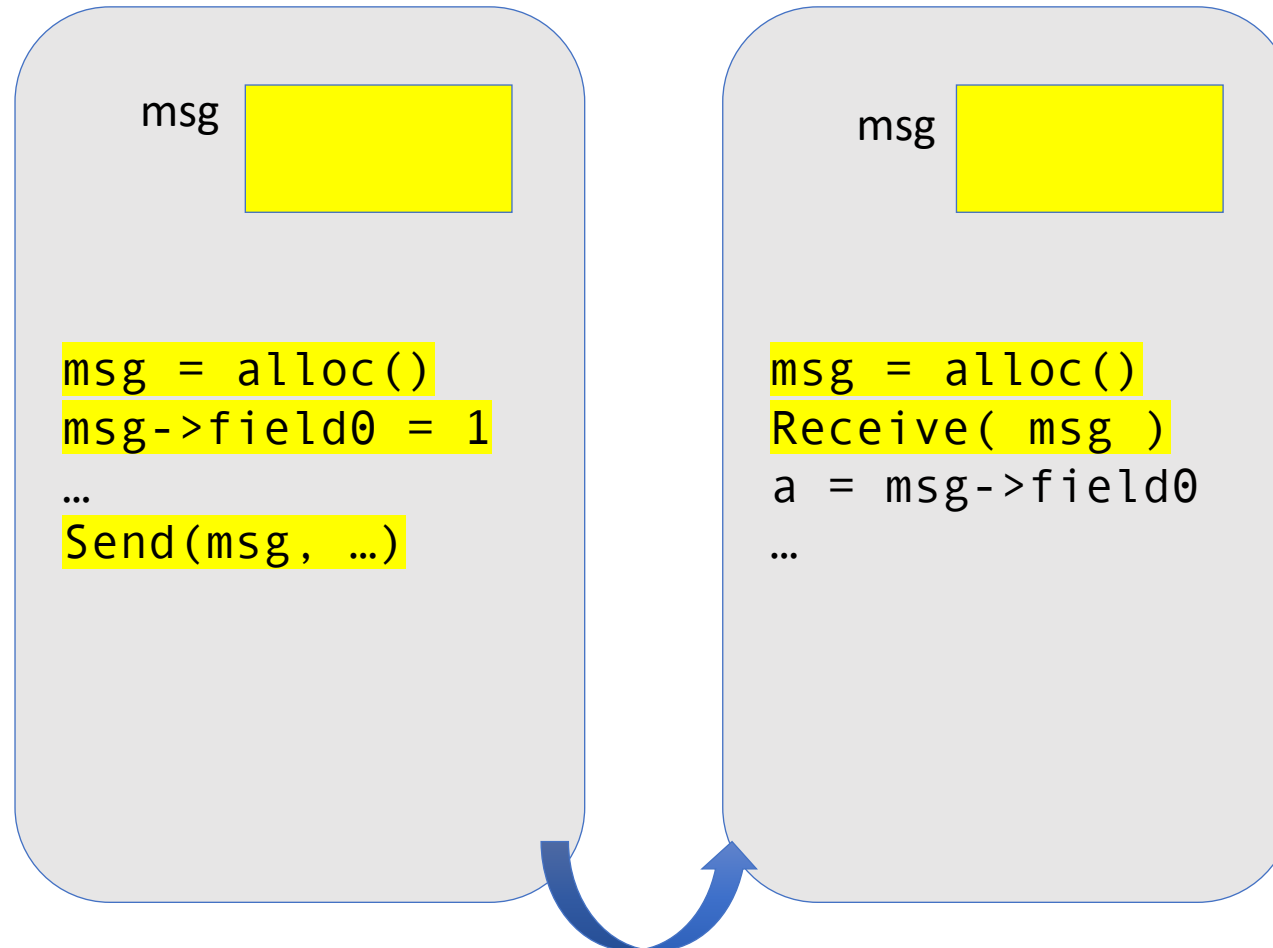 msg
msg = alloc()
msg->field0 = 1
…
Send(msg, …)
msg
msg = alloc()
Receive( msg )
a = msg->field0
…